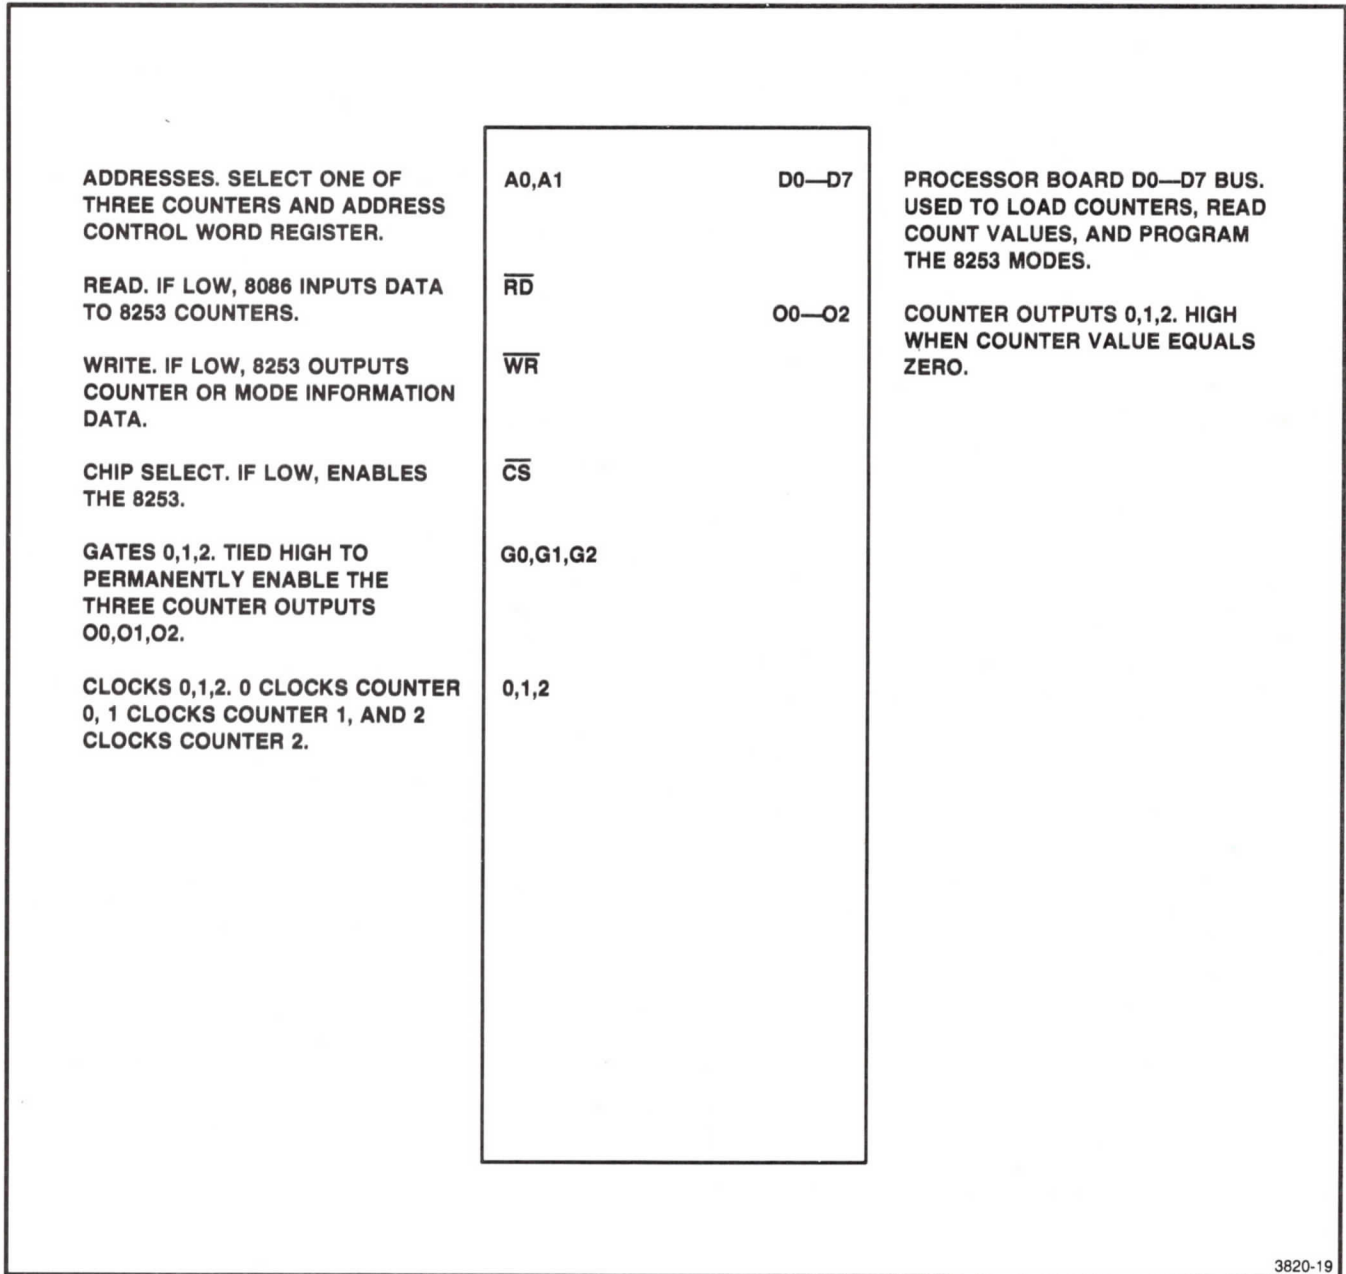 ADDRESSES. SELECT ONE OF
THREE COUNTERS AND ADDRESS
CONTROL WORD REGISTER.
READ. IF LOW, 8086 INPUTS DATA
TO 8253 COUNTERS.
WRITE. IF LOW, 8253 OUTPUTS
COUNTER OR MODE INFORMATION
DATA.
CHIP SELECT. IF LOW, ENABLES
THE 8253.
GATES 0,1,2. TIED HIGH TO
PERMANENTLY ENABLE THE
THREE COUNTER OUTPUTS
O0,O1,O2.
CLOCKS 0,1,2. 0 CLOCKS COUNTER
0, 1 CLOCKS COUNTER 1, AND 2
CLOCKS COUNTER 2.
A0,A1
R̅D̅
W̅R̅
C̅S̅
G0,G1,G2
0,1,2
D0—D7
O0—O2
PROCESSOR BOARD D0—D7 BUS.
USED TO LOAD COUNTERS, READ
COUNT VALUES, AND PROGRAM
THE 8253 MODES.
COUNTER OUTPUTS 0,1,2. HIGH
WHEN COUNTER VALUE EQUALS
ZERO.
3820-19